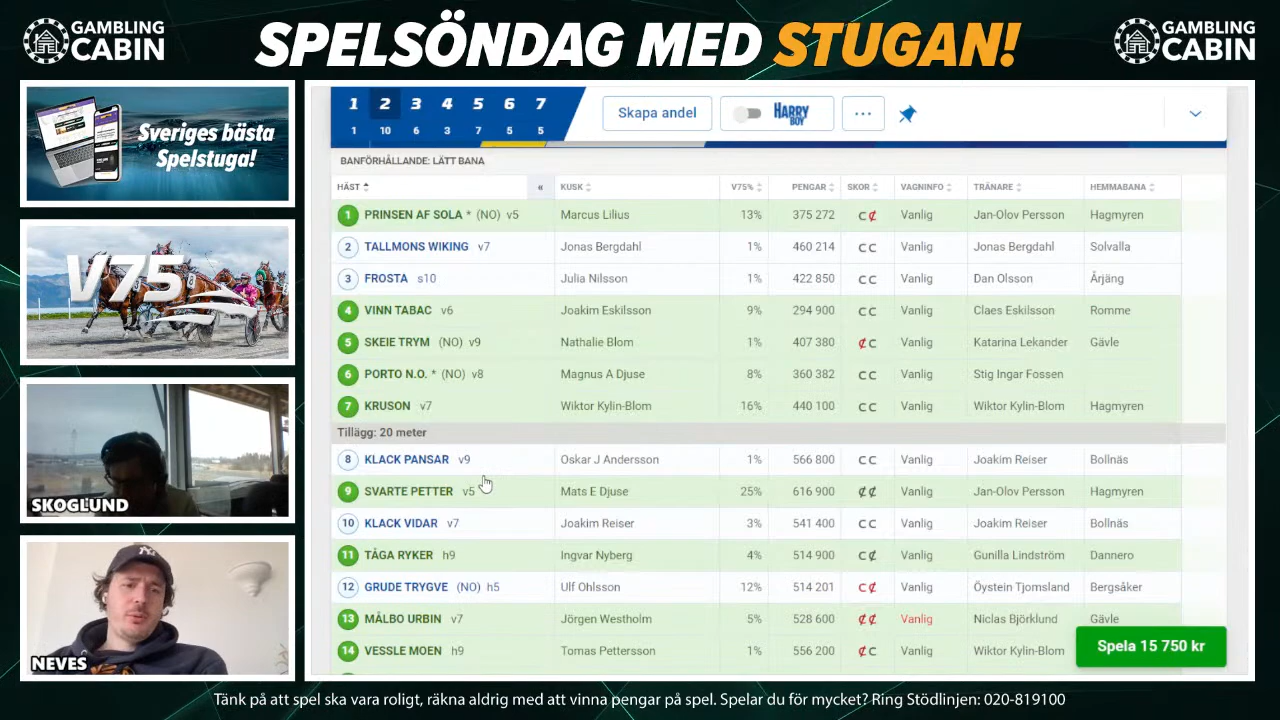 GAMBLING CABIN
SPELSÖNDAG MED STUGAN!
GAMBLING CABIN
Sveriges bästa
Spelstuga!
V75
SKOGLUND
NEVES
1 2 3 4 5 6 7
1 10 6 3 7 5 5
Skapa andel
HARRY BOY
...
BANFÖRHÅLLANDE: LÄTT BANA
HÄST « KUSK V75% PENGAR SKOR VAGNINFO TRÄNARE HEMMABANA
1 PRINSEN AF SOLA * (NO) v5 Marcus Lilius 13% 375 272 C ₵ Vanlig Jan-Olov Persson Hagmyren
2 TALLMONS WIKING v7 Jonas Bergdahl 1% 460 214 C C Vanlig Jonas Bergdahl Solvalla
3 FROSTA s10 Julia Nilsson 1% 422 850 C C Vanlig Dan Olsson Årjäng
4 VINN TABAC v6 Joakim Eskilsson 9% 294 900 C C Vanlig Claes Eskilsson Romme
5 SKEIE TRYM (NO) v9 Nathalie Blom 1% 407 380 ₵ C Vanlig Katarina Lekander Gävle
6 PORTO N.O. * (NO) v8 Magnus A Djuse 8% 360 382 C C Vanlig Stig Ingar Fossen
7 KRUSON v7 Wiktor Kylin-Blom 16% 440 100 C C Vanlig Wiktor Kylin-Blom Hagmyren
Tillägg: 20 meter
8 KLACK PANSAR v9 Oskar J Andersson 1% 566 800 C C Vanlig Joakim Reiser Bollnäs
9 SVARTE PETTER v5 Mats E Djuse 25% 616 900 ₵ ₵ Vanlig Jan-Olov Persson Hagmyren
10 KLACK VIDAR v7 Joakim Reiser 3% 541 400 C C Vanlig Joakim Reiser Bollnäs
11 TÅGA RYKER h9 Ingvar Nyberg 4% 514 900 C ₵ Vanlig Gunilla Lindström Dannero
12 GRUDE TRYGVE (NO) h5 Ulf Ohlsson 12% 514 201 C ₵ Vanlig Öystein Tjomsland Bergsåker
13 MÅLBO URBIN v7 Jörgen Westholm 5% 528 600 ₵ ₵ Vanlig Niclas Björklund Gävle
14 VESSLE MOEN h9 Tomas Pettersson 1% 556 200 ₵ C Vanlig Wiktor Kylin-Blom
Spela 15 750 kr
Tänk på att spel ska vara roligt, räkna aldrig med att vinna pengar på spel. Spelar du för mycket? Ring Stödlinjen: 020-819100